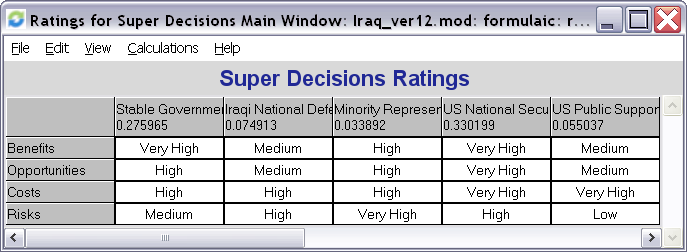 Ratings for Super Decisions Main Window: Iraq_ver12.mod: formulaic: r...
File Edit View Calculations Help
Super Decisions Ratings
Stable Governmen Iraqi National Defe Minority Represer US National Secu US Public Suppor
0.275965 0.074913 0.033892 0.330199 0.055037
Benefits Very High Medium High Very High Medium
Opportunities High Medium High Very High Medium
Costs High High High Very High Very High
Risks Medium High Very High High Low